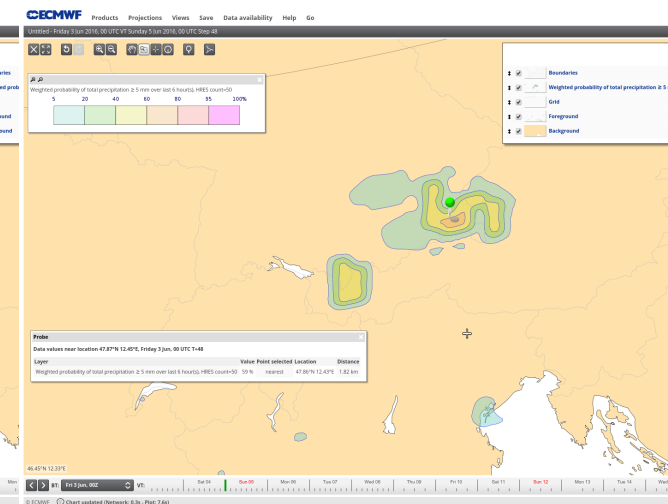 ECMWF
Products Projections Views Save Data availability Help Go
Untitled - Friday 3 Jun 2016, 00 UTC VT Sunday 5 Jun 2016, 00 UTC Step 48
Weighted probability of total precipitation ≥ 5 mm over last 6 hour(s), HRES count=50
5 20 40 60 80 95 100%
aries
ed prob
ound
ound
Boundaries
Weighted probability of total precipitation ≥ 5
Grid
Foreground
Background
Probe
Data values near location 47.87°N 12.45°E, Friday 3 Jun, 00 UTC T+48
Layer Value Point selected Location Distance
Weighted probability of total precipitation ≥ 5 mm over last 6 hour(s), HRES count=50 59 % nearest 47.86°N 12.43°E 1.82 km
46.45°N 12.33°E
Mon BT: Fri 3 Jun, 00Z VT: Sat 04 Sun 05 Mon 06 Tue 07 Wed 08 Thu 09 Fri 10 Sat 11 Sun 12 Mon 13 Tue 14 Wed
© ECMWF Chart updated (Network: 0.3s - Plot: 7.6s)